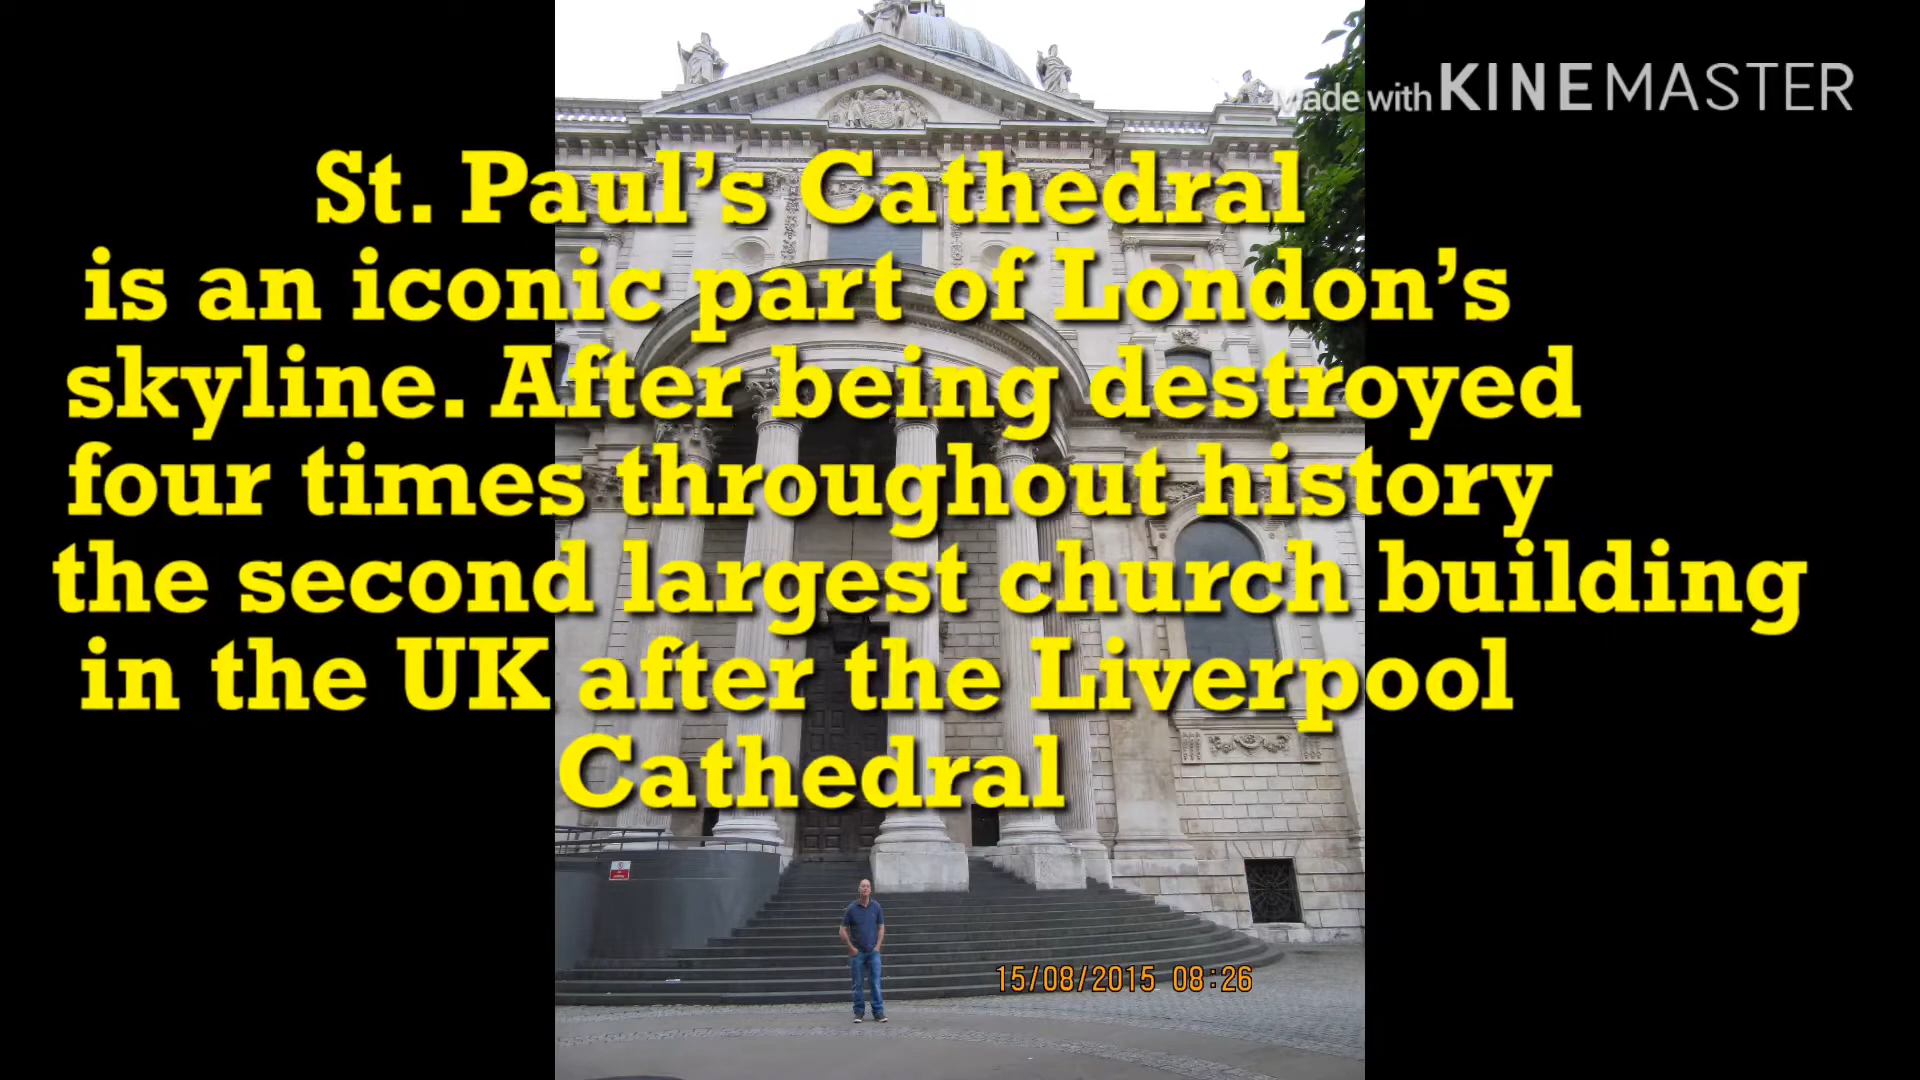 Made with KINEMASTER
St. Paul's Cathedral
is an iconic part of London's
skyline. After being destroyed
four times throughout history
the second largest church building
in the UK after the Liverpool
Cathedral
15/08/2015 08:26